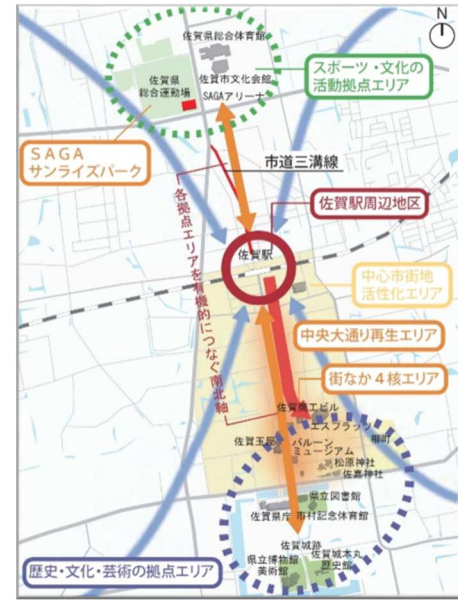 N
佐賀県総合体育館
佐賀市文化会館
SAGAアリーナ
佐賀県
総合運動場
スポーツ・文化の
活動拠点エリア
SAGA
サンライズパーク
市道三溝線
佐賀駅周辺地区
佐賀駅
各拠点エリアを有機的につなぐ南北軸
中心市街地
活性化エリア
中央大通り再生エリア
街なか4核エリア
佐賀商工ビル
エスプラッツ
佐賀玉屋
バルーン
ミュージアム
柳町
松原神社
佐嘉神社
県立図書館
佐賀県庁
市村記念体育館
佐賀城跡
県立博物館
美術館
佐賀城本丸
歴史館
歴史・文化・芸術の拠点エリア